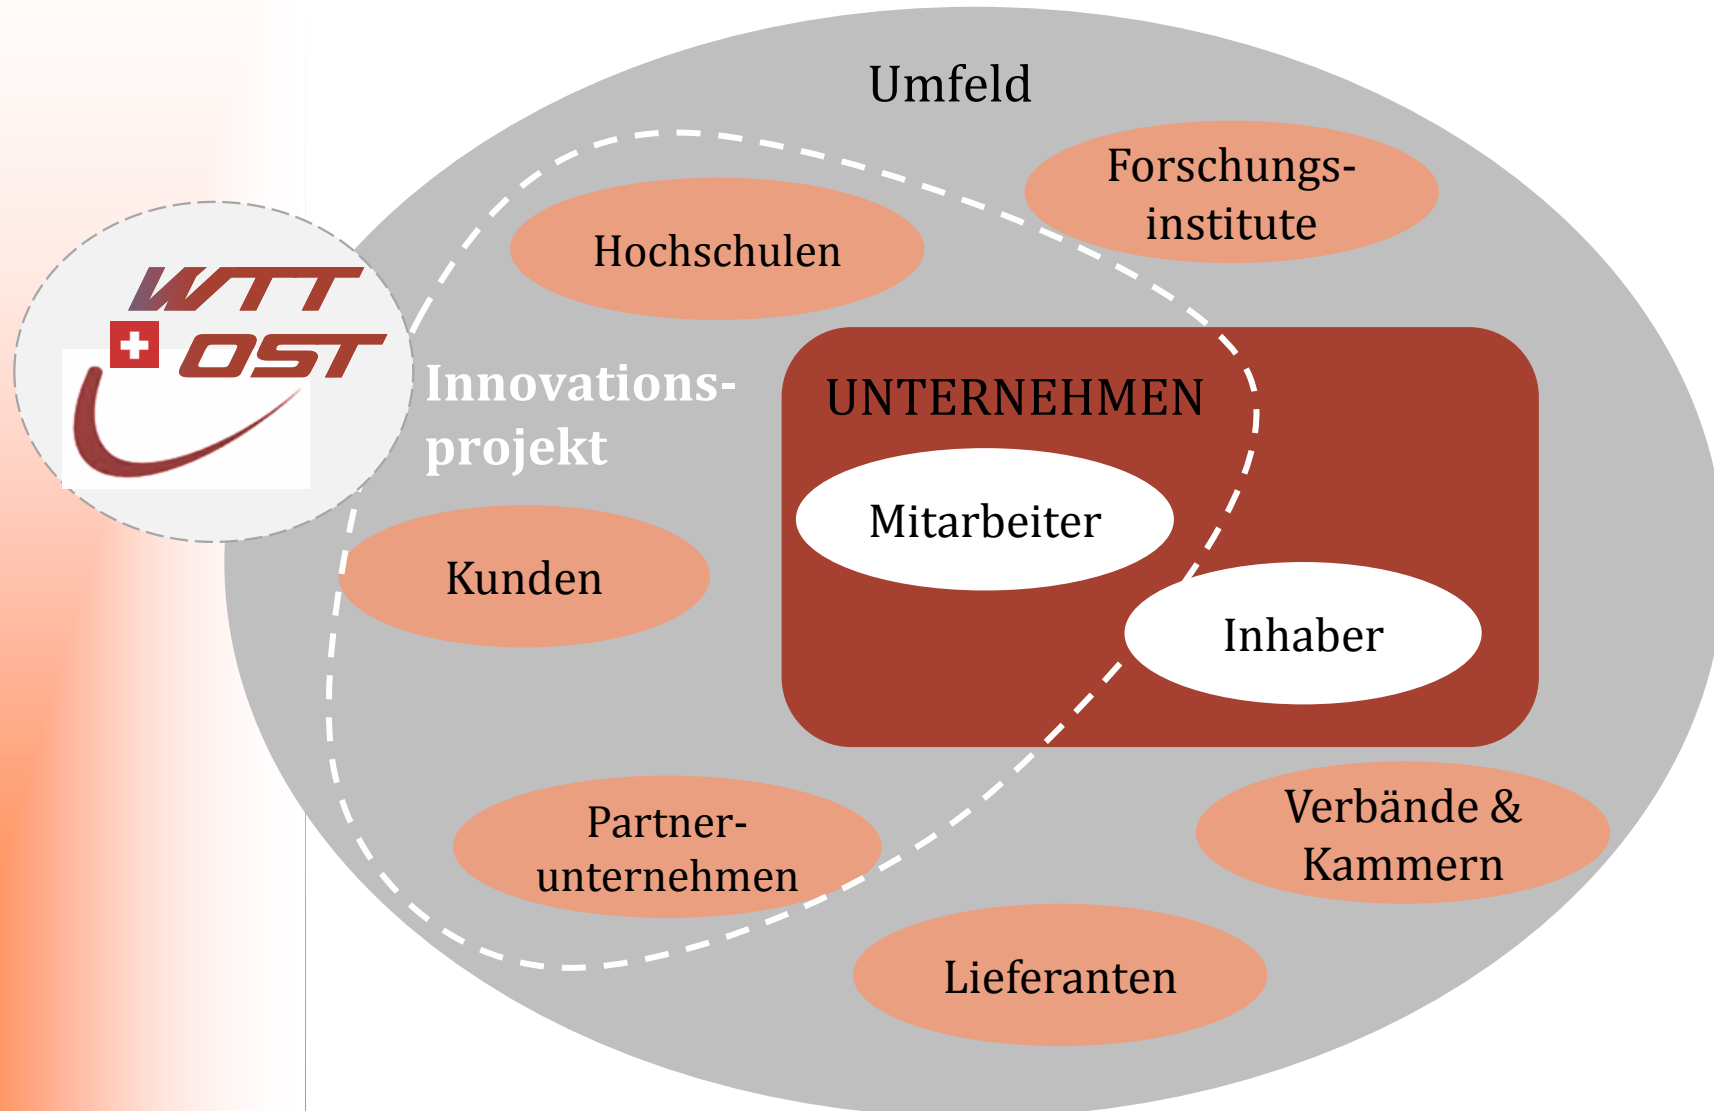 Umfeld
Forschungs-
institute
Hochschulen
WTT
OST
Innovations-
projekt
UNTERNEHMEN
Mitarbeiter
Kunden
Inhaber
Partner-
unternehmen
Verbände &
Kammern
Lieferanten